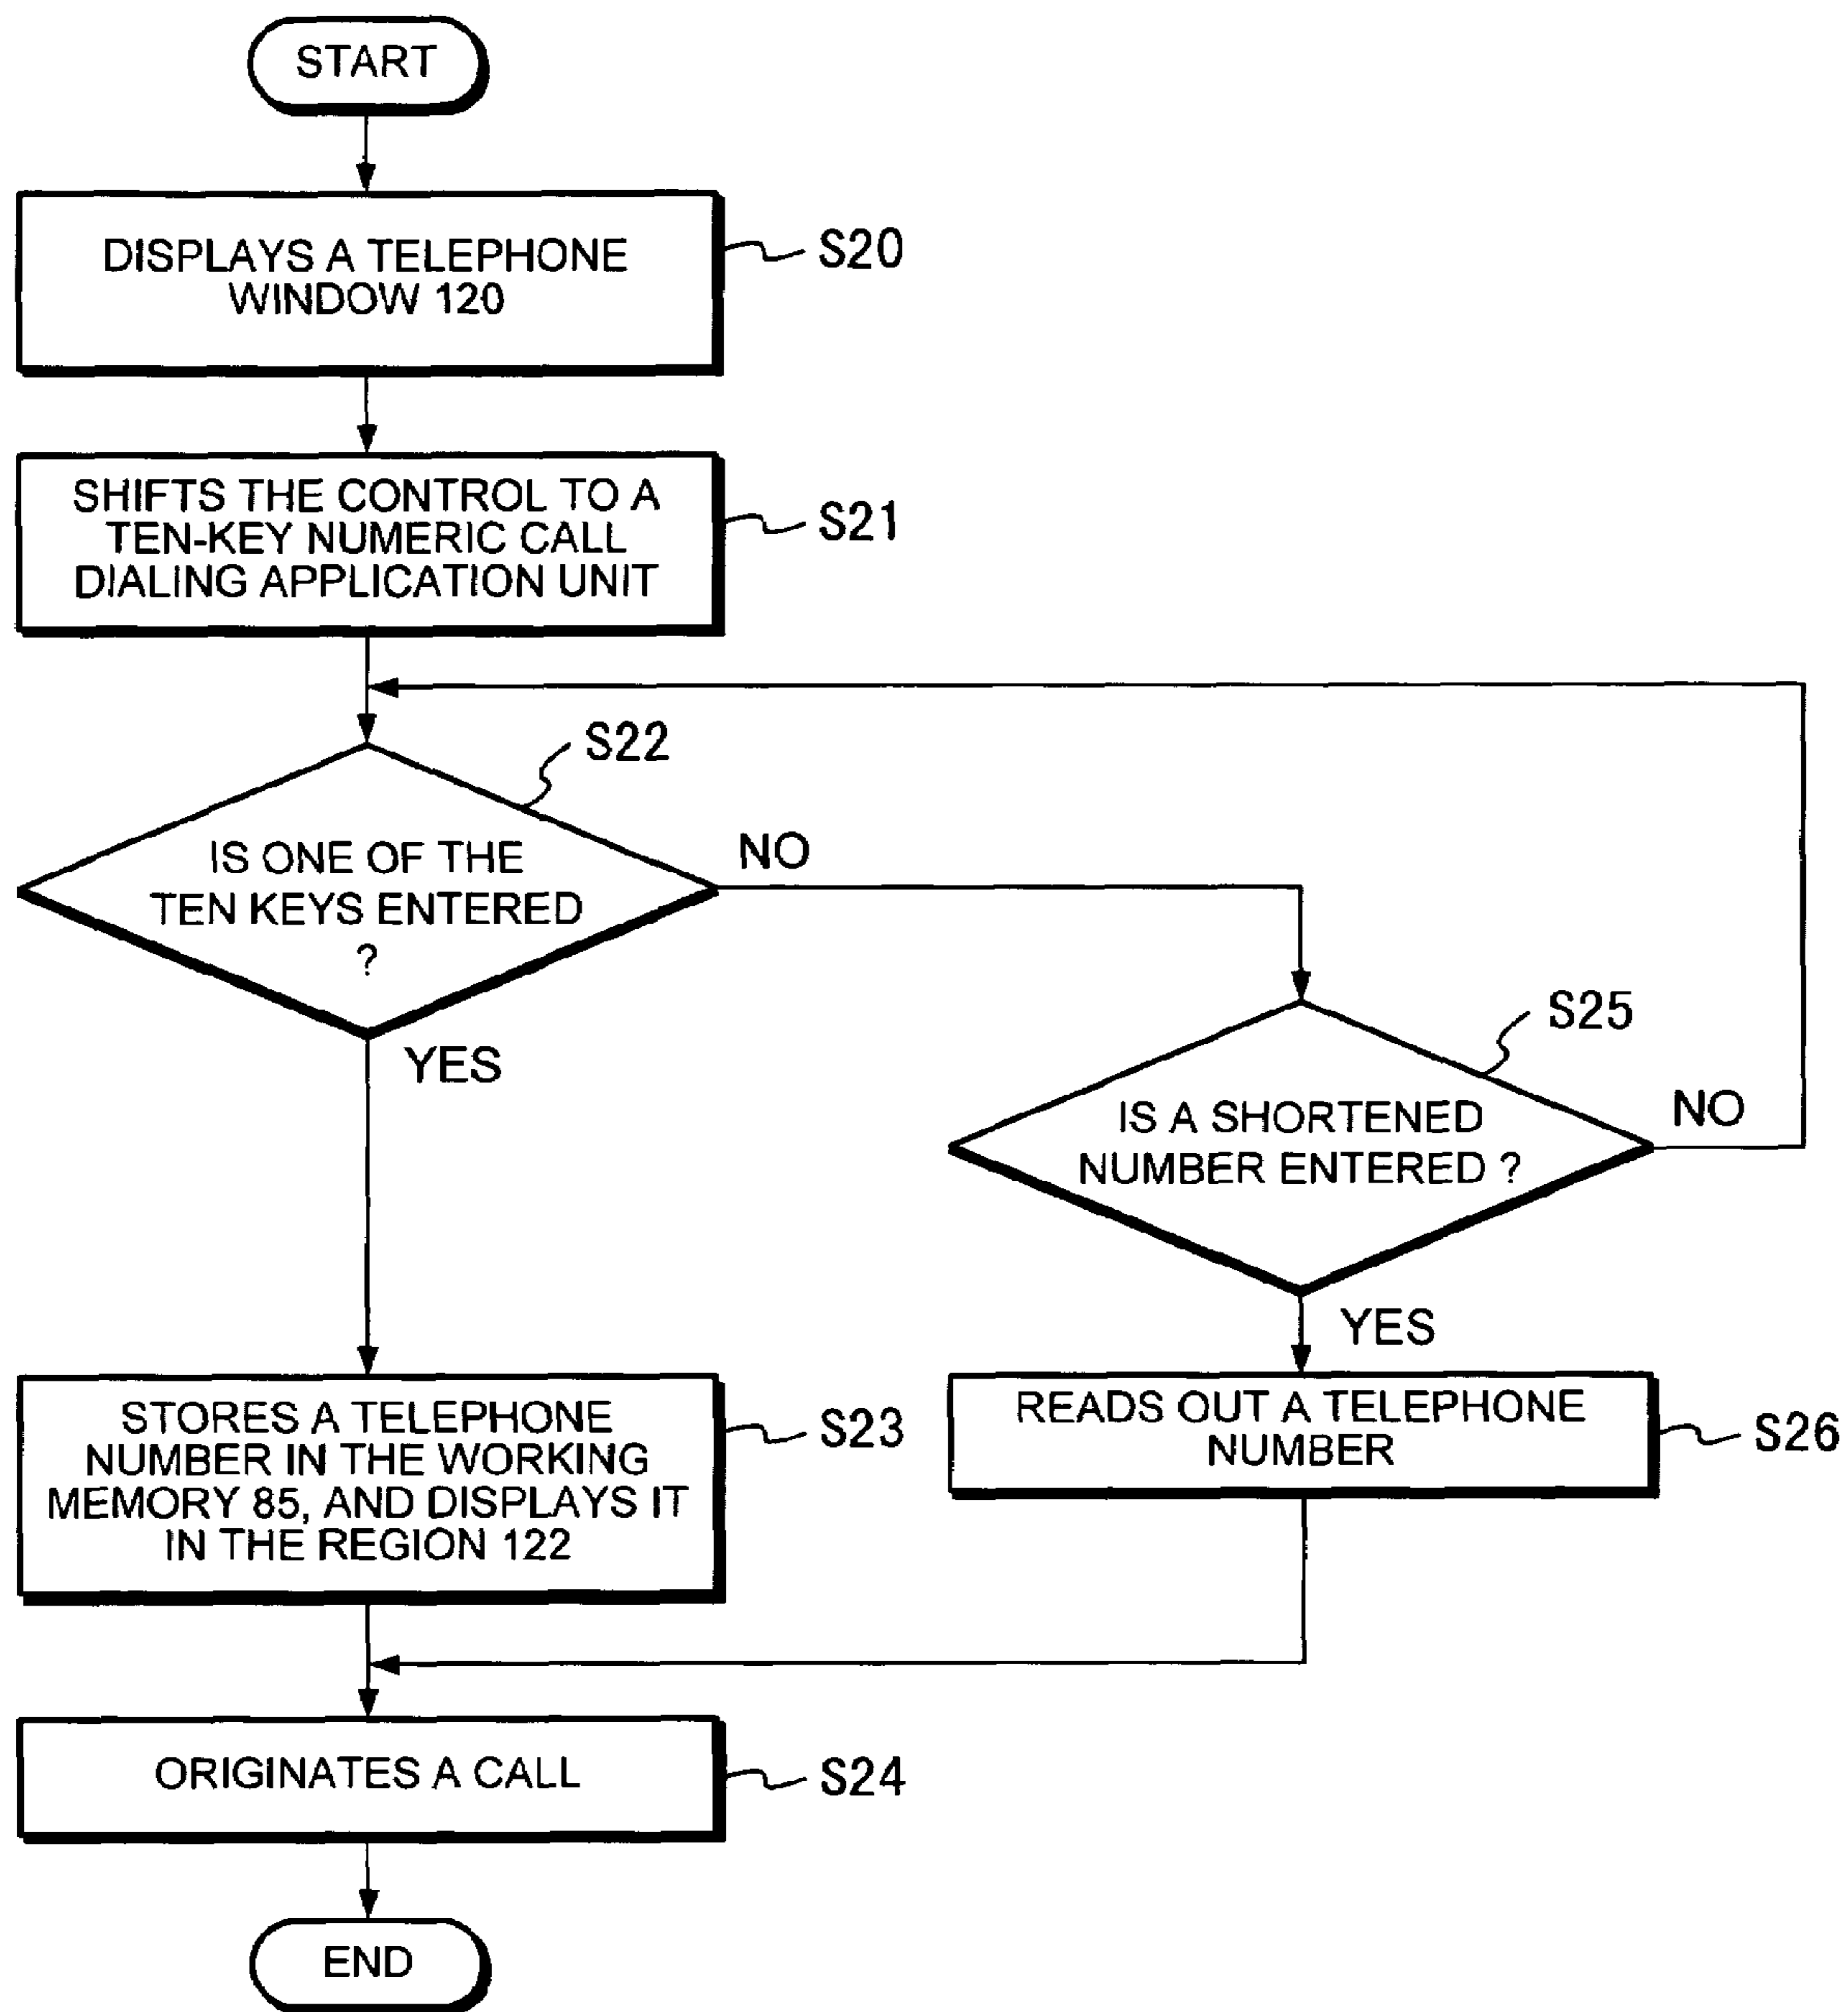 START
DISPLAYS A TELEPHONE
WINDOW 120
S20
SHIFTS THE CONTROL TO A
TEN-KEY NUMERIC CALL
DIALING APPLICATION UNIT
S21
S22
IS ONE OF THE
TEN KEYS ENTERED
?
NO
YES
S25
IS A SHORTENED
NUMBER ENTERED ?
NO
YES
STORES A TELEPHONE
NUMBER IN THE WORKING
MEMORY 85, AND DISPLAYS IT
IN THE REGION 122
S23
READS OUT A TELEPHONE
NUMBER
S26
ORIGINATES A CALL
S24
END